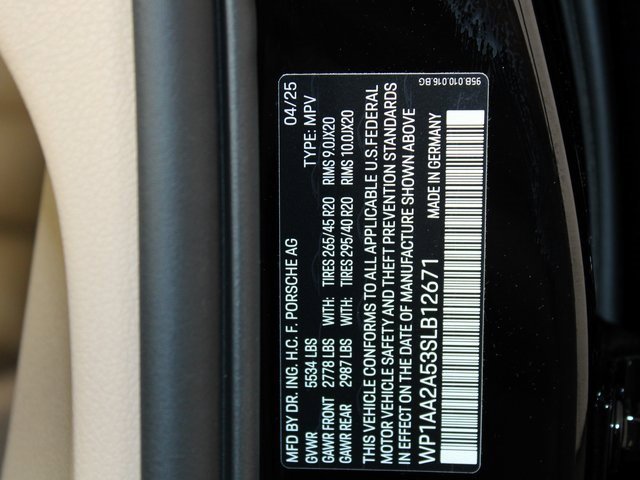 MFD BY DR. ING. H.C. F. PORSCHE AG 04/25
GVWR 5534 LBS TYPE: MPV
GAWR FRONT 2778 LBS WITH: TIRES 265/45 R20 RIMS 9.0JX20
GAWR REAR 2987 LBS WITH: TIRES 295/40 R20 RIMS 10.0JX20
THIS VEHICLE CONFORMS TO ALL APPLICABLE U.S. FEDERAL
MOTOR VEHICLE SAFETY AND THEFT PREVENTION STANDARDS
IN EFFECT ON THE DATE OF MANUFACTURE SHOWN ABOVE
WP1AA2A53SLB12671 MADE IN GERMANY
95B.010.016.BG